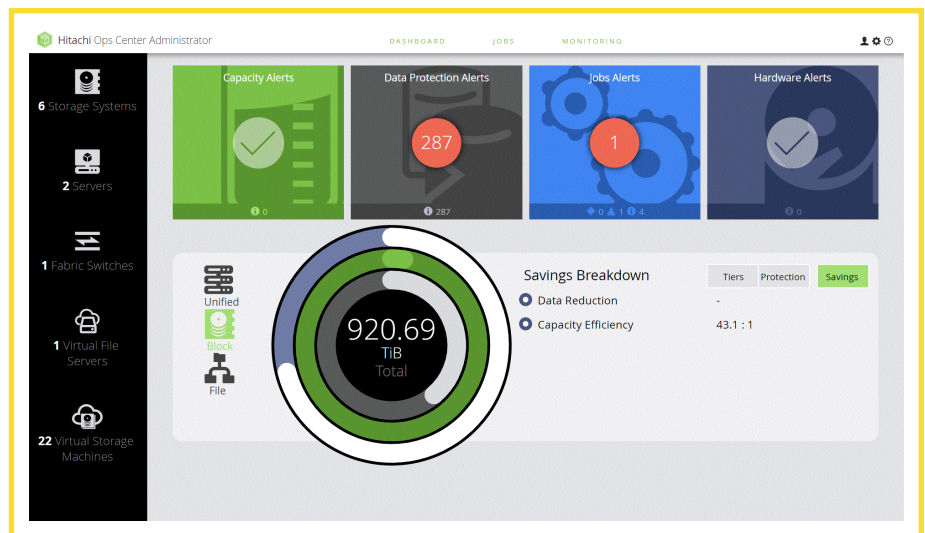 Hitachi Ops Center Administrator
DASHBOARD JOBS MONITORING
6 Storage Systems
2 Servers
1 Fabric Switches
1 Virtual File
Servers
22 Virtual Storage
Machines
Capacity Alerts
0
Data Protection Alerts
287
287
Jobs Alerts
1
0 1 4
Hardware Alerts
0
Unified
Block
File
920.69
TiB
Total
Savings Breakdown
Tiers Protection Savings
Data Reduction -
Capacity Efficiency 43.1 : 1